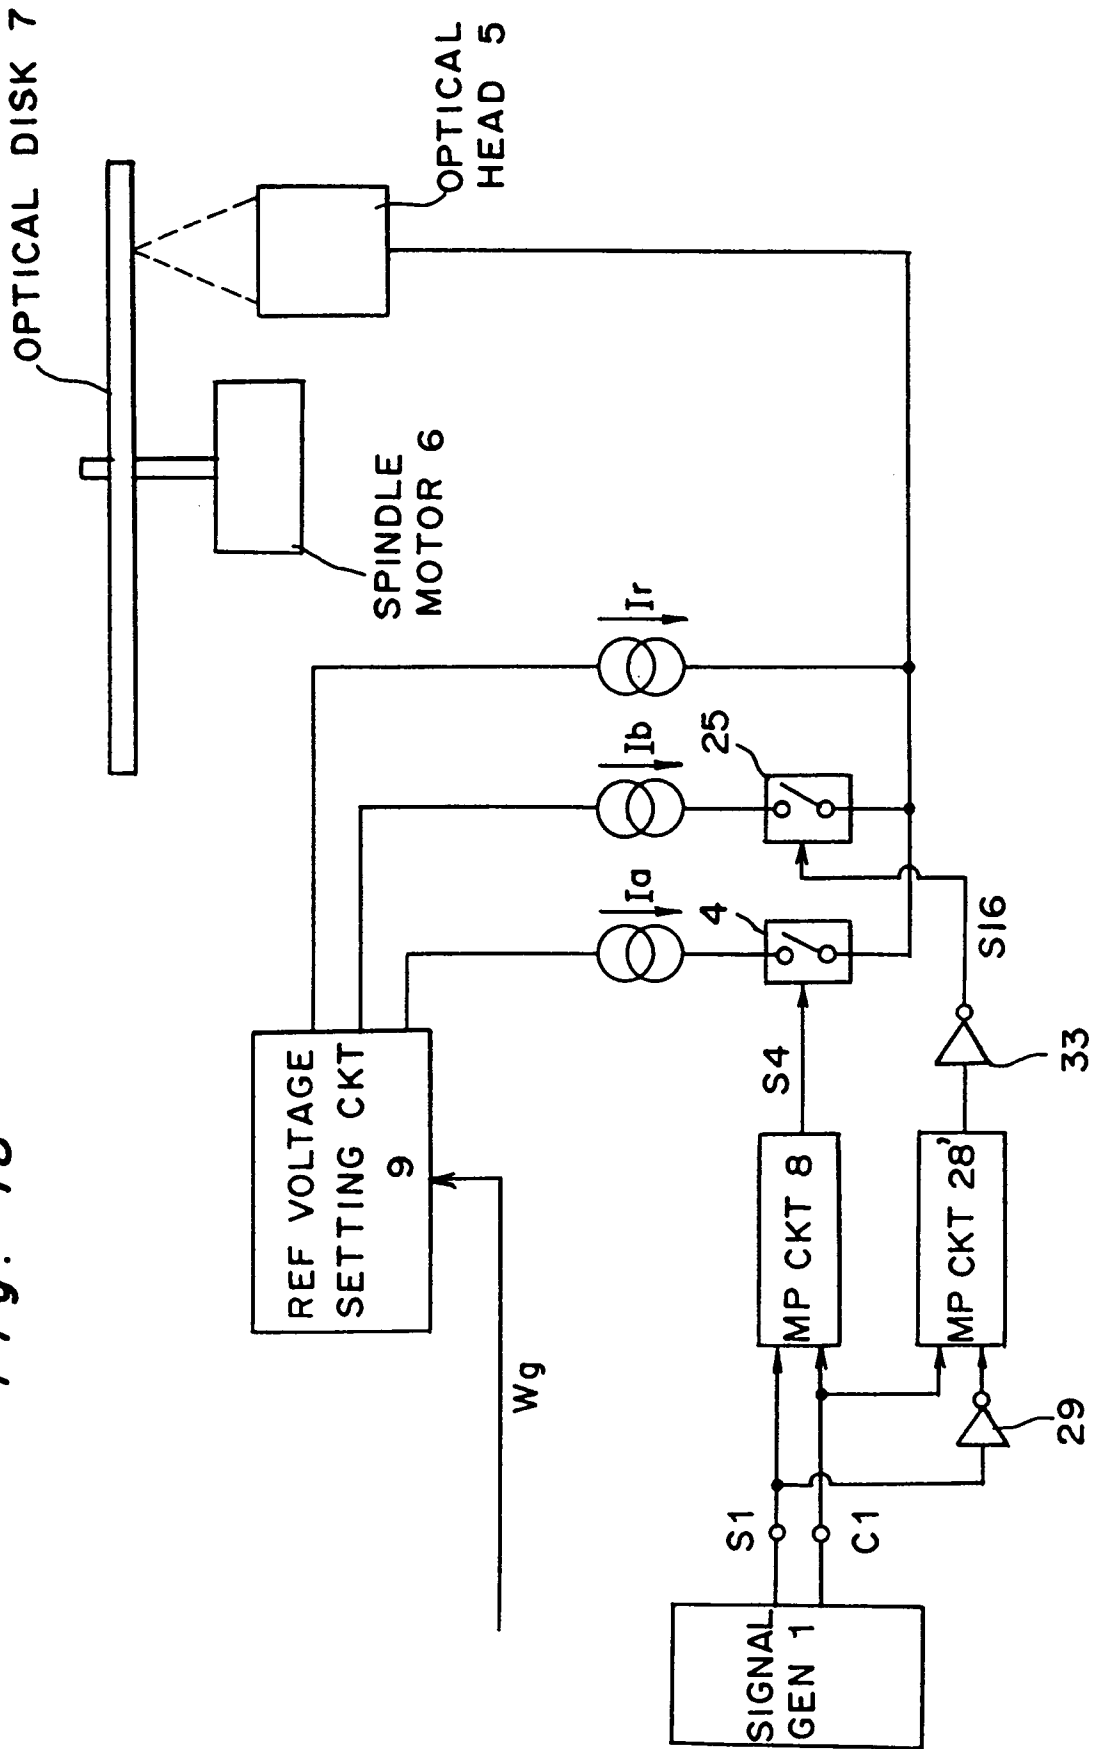 OPTICAL DISK 7
OPTICAL
HEAD 5
SPINDLE
MOTOR 6
Ir
Ib
Ia
25
4
REF VOLTAGE
SETTING CKT
9
Wg
S4
S16
33
MP CKT 8
MP CKT 28'
29
S1
C1
SIGNAL
GEN 1